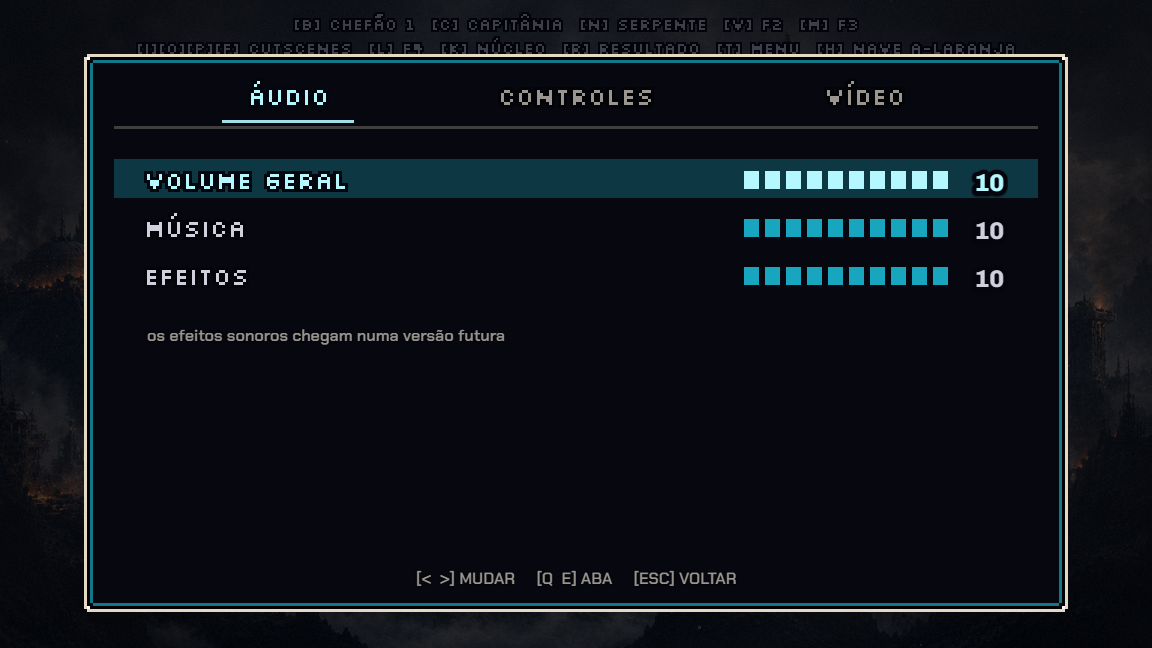 [B] CHEFÃO 1 [C] CAPITÂNIA [N] SERPENTE [V] F2 [M] F3
[I][O][P][F] CUTSCENES [L] F4 [K] NÚCLEO [R] RESULTADO [T] MENU [H] NAVE A-LARANJA
ÁUDIO CONTROLES VÍDEO
VOLUME GERAL 10
MÚSICA 10
EFEITOS 10
os efeitos sonoros chegam numa versão futura
[< >] MUDAR [Q E] ABA [ESC] VOLTAR